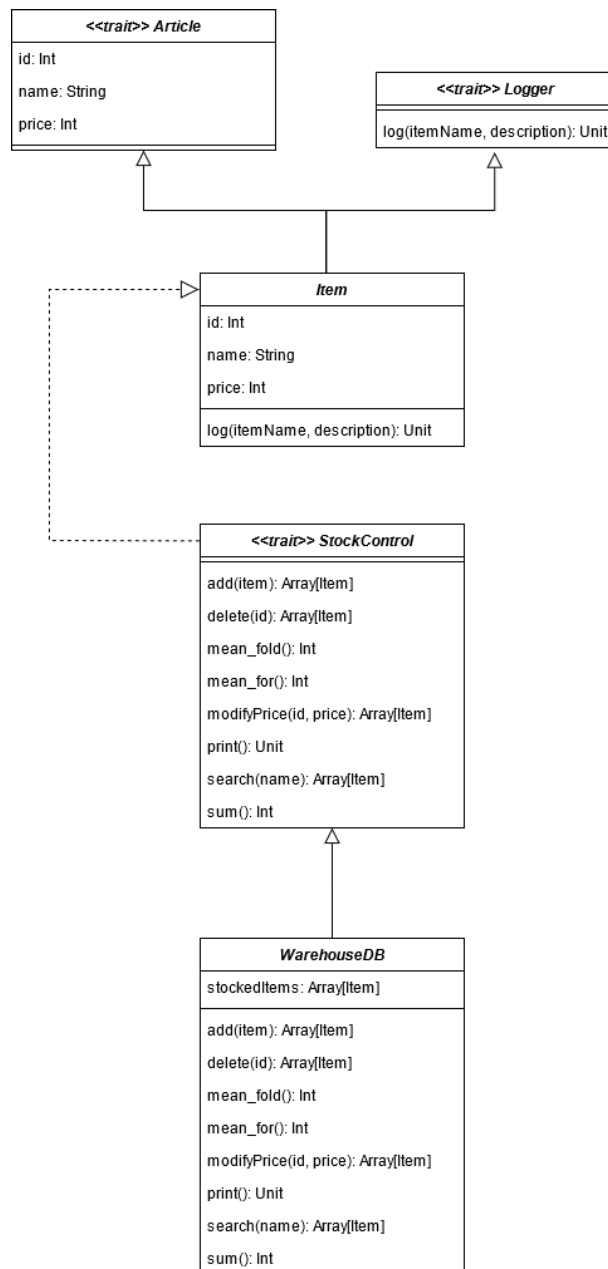 <<trait>> Article
id: Int
name: String
price: Int
<<trait>> Logger
log(itemName, description): Unit
Item
id: Int
name: String
price: Int
log(itemName, description): Unit
<<trait>> StockControl
add(item): Array[Item]
delete(id): Array[Item]
mean_fold(): Int
mean_for(): Int
modifyPrice(id, price): Array[Item]
print(): Unit
search(name): Array[Item]
sum(): Int
WarehouseDB
stockedItems: Array[Item]
add(item): Array[Item]
delete(id): Array[Item]
mean_fold(): Int
mean_for(): Int
modifyPrice(id, price): Array[Item]
print(): Unit
search(name): Array[Item]
sum(): Int